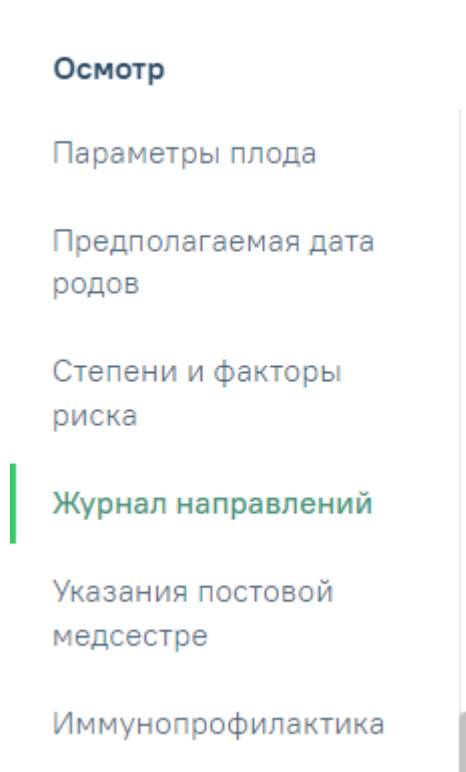 Осмотр
Параметры плода
Предполагаемая дата
родов
Степени и факторы
риска
Журнал направлений
Указания постовой
медсестре
Иммунопрофилактика